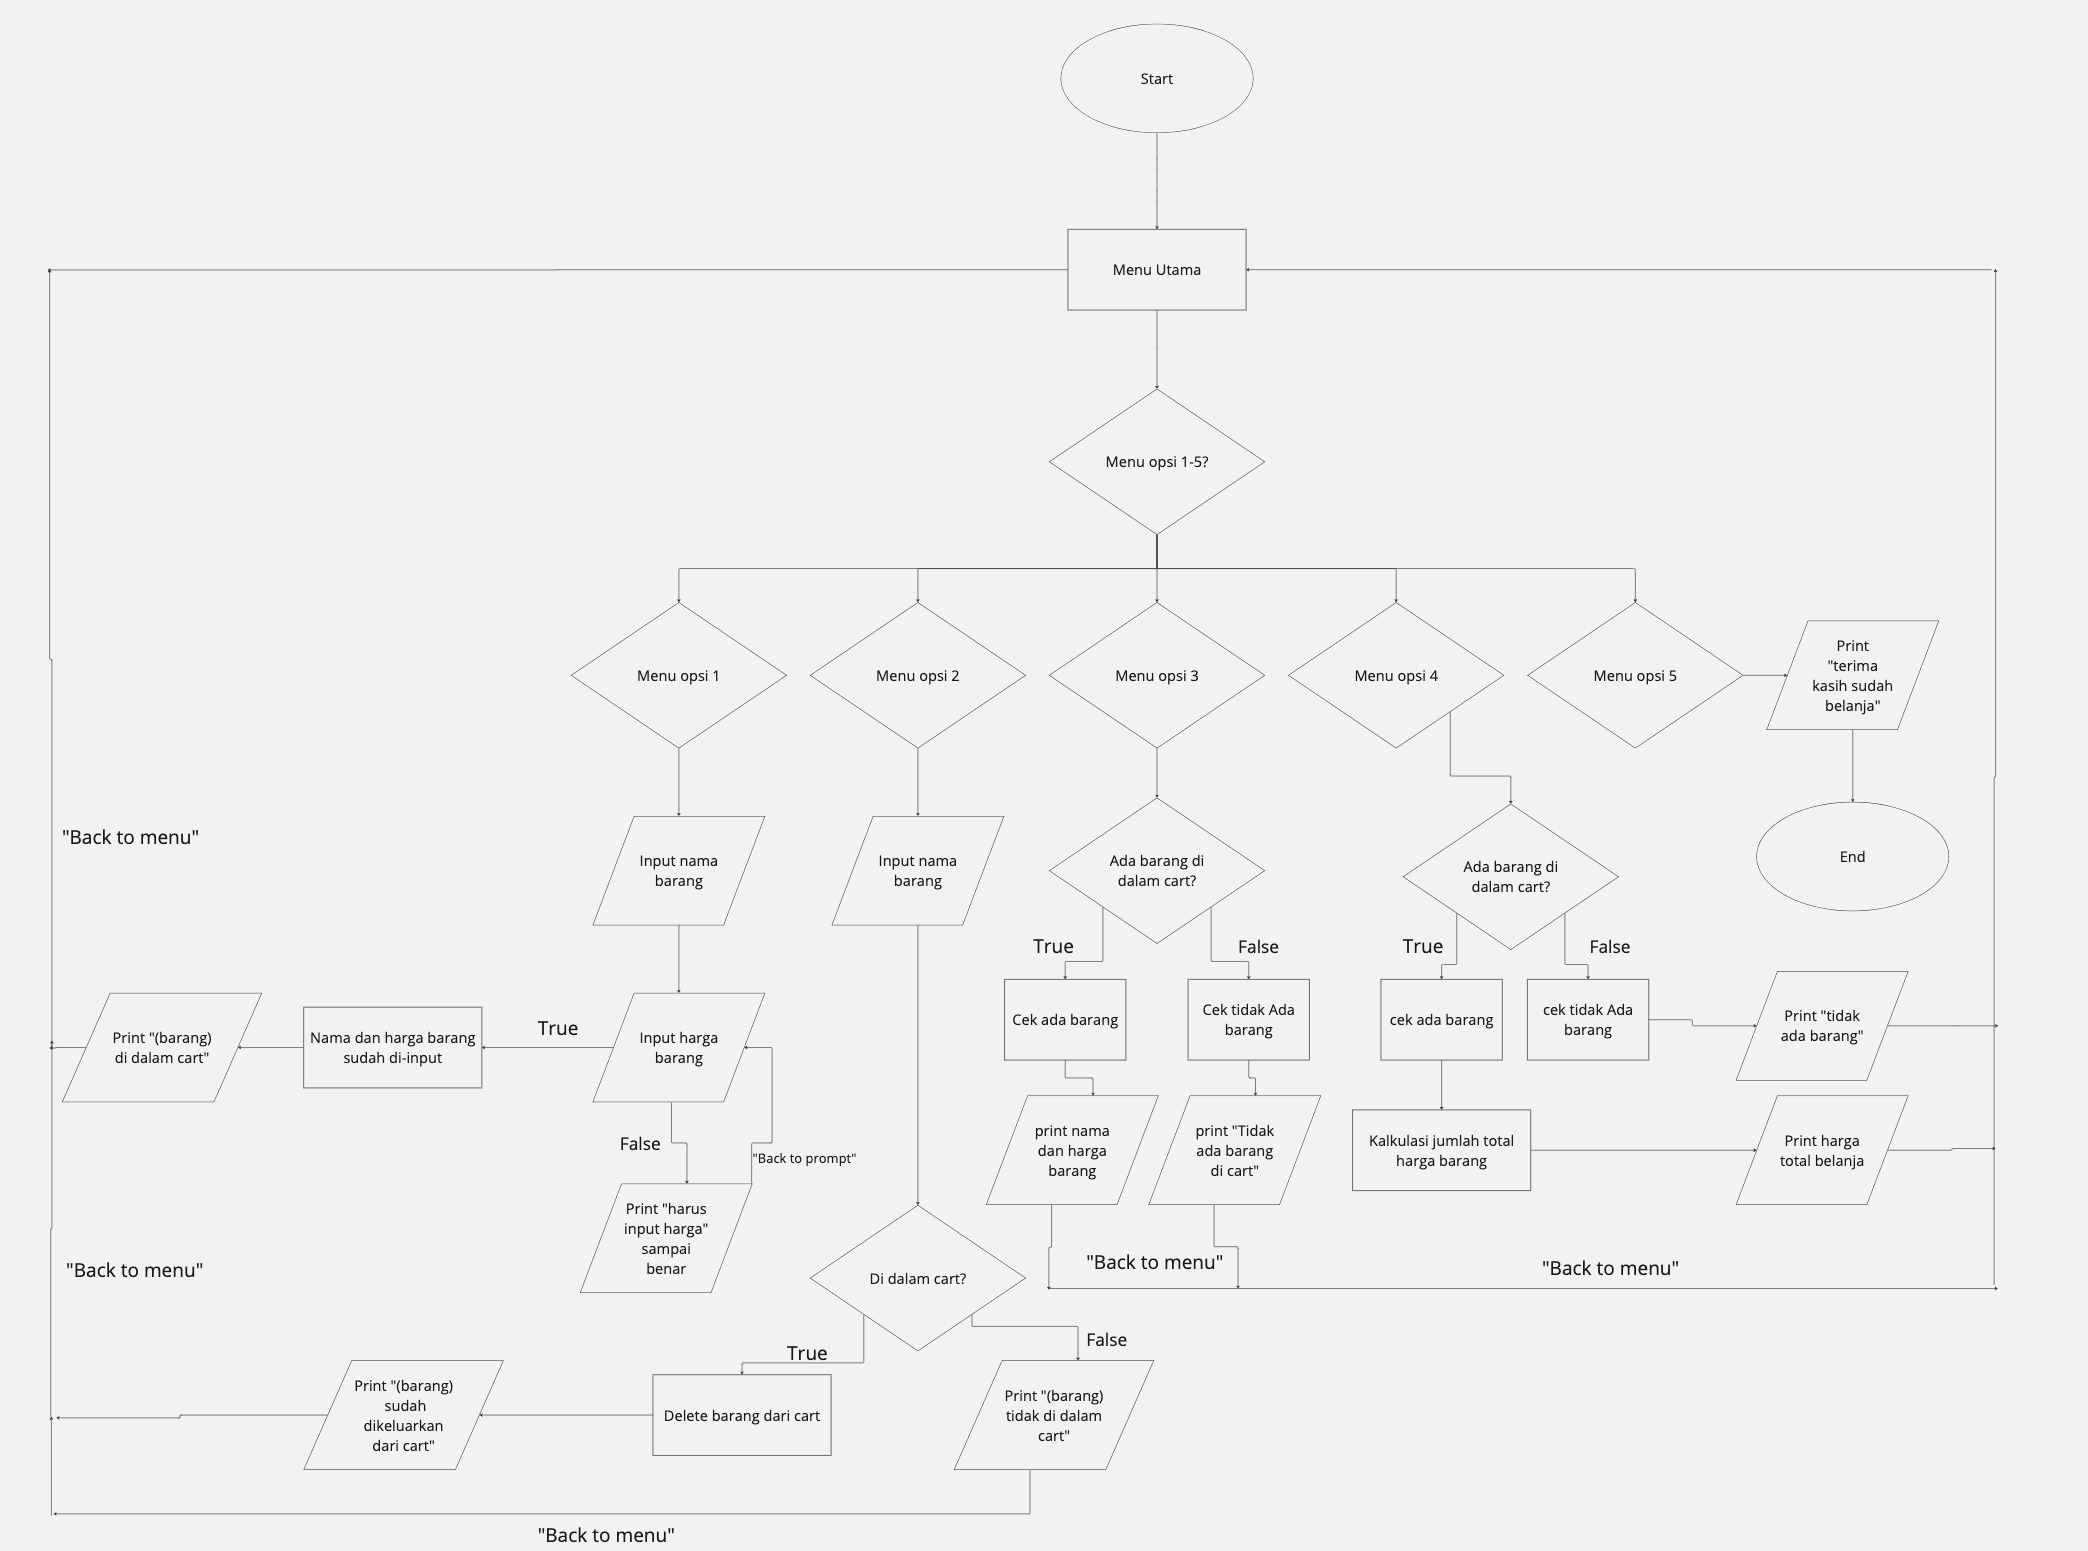 Start
Menu Utama
Menu opsi 1-5?
Menu opsi 1
Menu opsi 2
Menu opsi 3
Menu opsi 4
Menu opsi 5
Print
"terima
kasih sudah
belanja"
"Back to menu"
Input nama
barang
Input nama
barang
Ada barang di
dalam cart?
Ada barang di
dalam cart?
End
True
False
True
False
Print "(barang)
di dalam cart"
Nama dan harga barang
sudah di-input
True
Input harga
barang
Cek ada barang
Cek tidak Ada
barang
cek ada barang
cek tidak Ada
barang
Print "tidak
ada barang"
False
"Back to prompt"
print nama
dan harga
barang
print "Tidak
ada barang
di cart"
Kalkulasi jumlah total
harga barang
Print harga
total belanja
"Back to menu"
Print "harus
input harga"
sampai
benar
Di dalam cart?
"Back to menu"
"Back to menu"
True
False
Print "(barang)
sudah
dikeluarkan
dari cart"
Delete barang dari cart
Print "(barang)
tidak di dalam
cart"
"Back to menu"